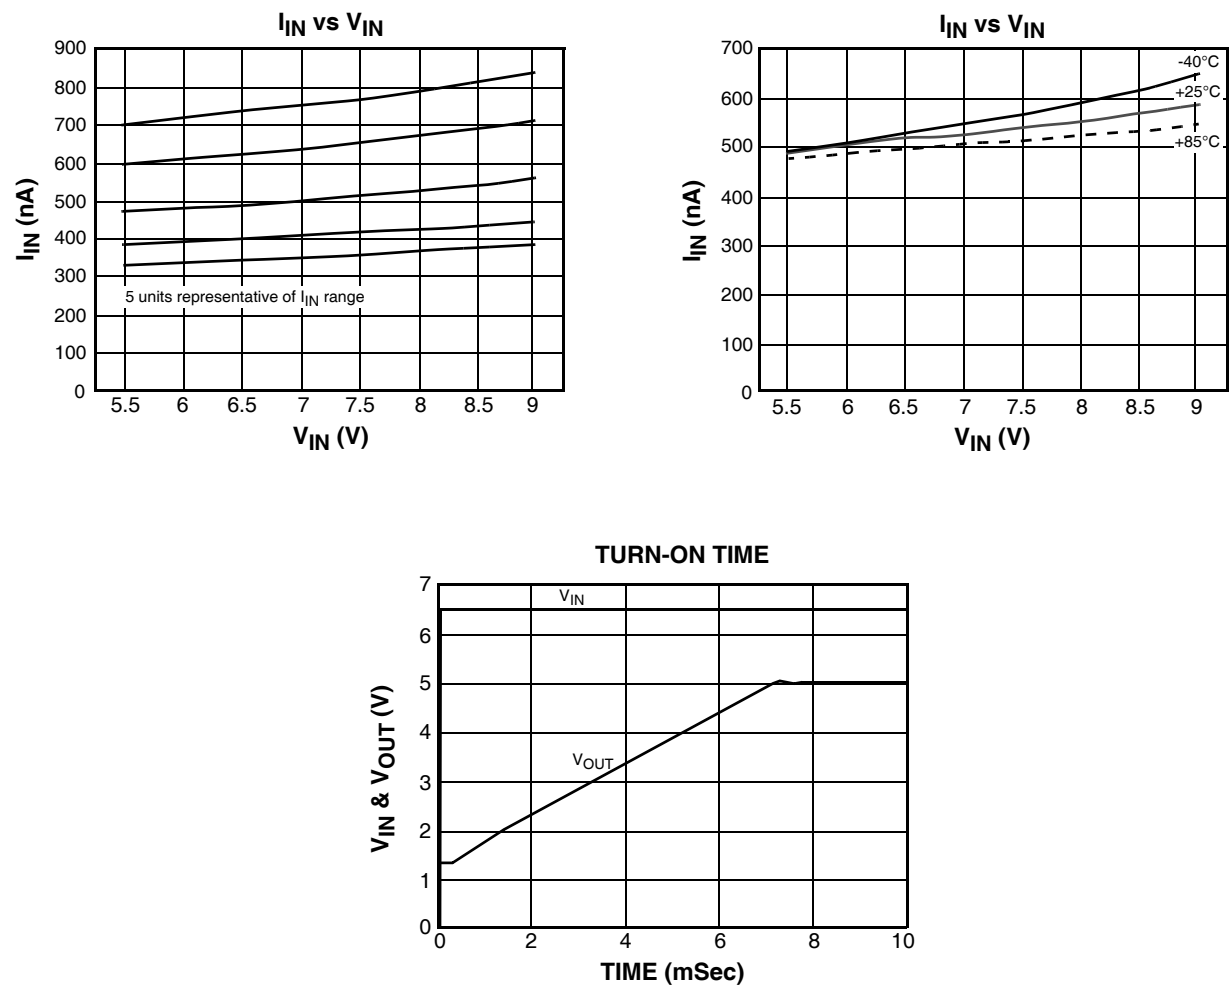 IIN vs VIN
900
800
700
600
500
400
300
200
100
0
IIN (nA)
5 units representative of IIN range
5.5 6 6.5 7 7.5 8 8.5 9
VIN (V)
IIN vs VIN
700
600
500
400
300
200
100
0
IIN (nA)
-40°C
+25°C
+85°C
5.5 6 6.5 7 7.5 8 8.5 9
VIN (V)
TURN-ON TIME
7
6
5
4
3
2
1
0
VIN & VOUT (V)
VIN
VOUT
0 2 4 6 8 10
TIME (mSec)